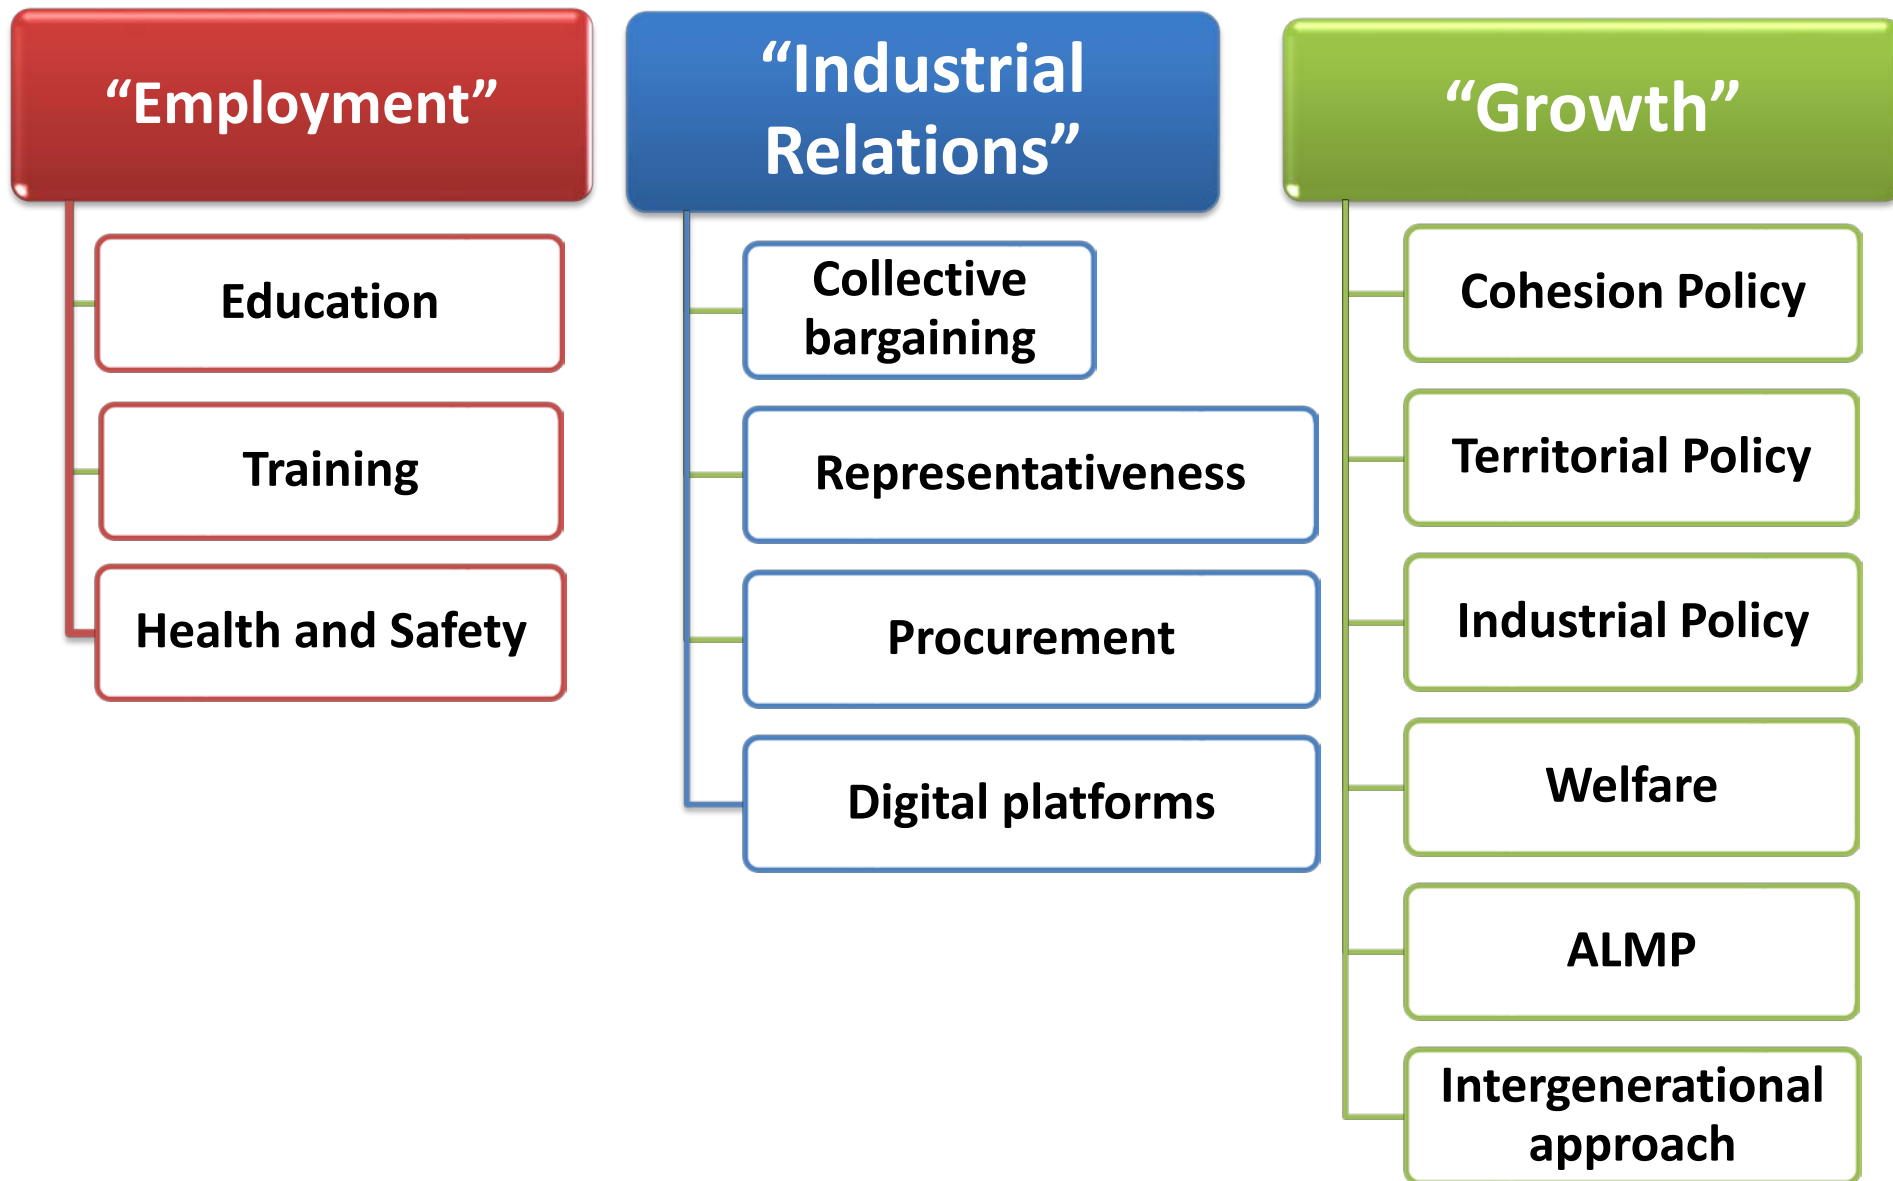 “Employment”
Education
Training
Health and Safety
“Industrial
Relations”
Collective
bargaining
Representativeness
Procurement
Digital platforms
“Growth”
Cohesion Policy
Territorial Policy
Industrial Policy
Welfare
ALMP
Intergenerational
approach